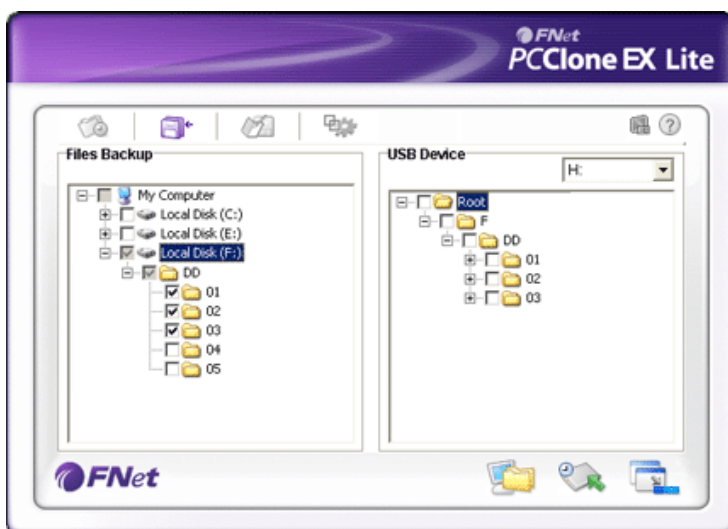 FNet
PCClone EX Lite
Files Backup
My Computer
Local Disk (C:)
Local Disk (E:)
Local Disk (F:)
DD
01
02
03
04
05
USB Device
H:
Root
F
DD
01
02
03
FNet